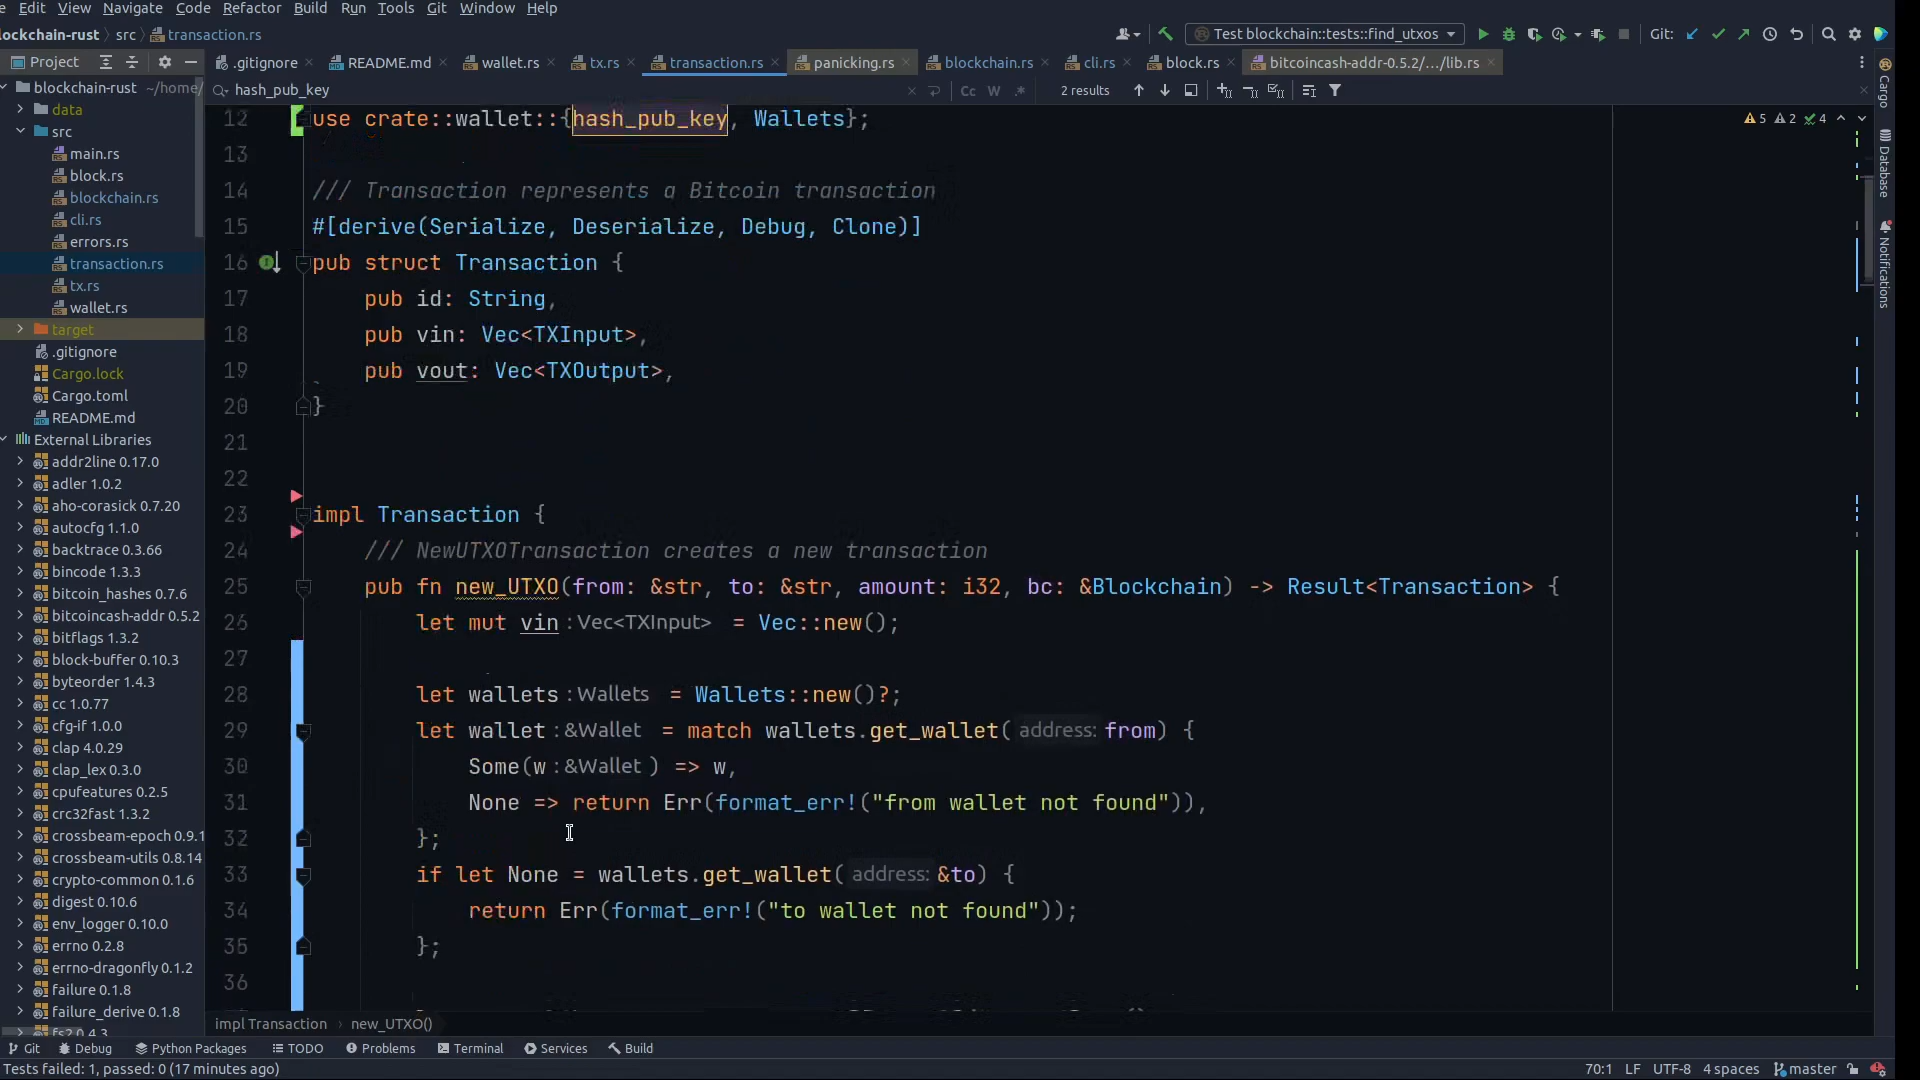 e Edit View Navigate Code Refactor Build Run Tools Git Window Help
lockchain-rust src transaction.rs Test blockchain::tests::find_utxos Git:
Project .gitignore README.md wallet.rs tx.rs transaction.rs panicking.rs blockchain.rs cli.rs block.rs bitcoincash-addr-0.5.2/.../lib.rs
hash_pub_key Cc W .* 2 results
blockchain-rust ~/home/
data
src
main.rs
block.rs
blockchain.rs
cli.rs
errors.rs
transaction.rs
tx.rs
wallet.rs
target
.gitignore
Cargo.lock
Cargo.toml
README.md
External Libraries
addr2line 0.17.0
adler 1.0.2
aho-corasick 0.7.20
autocfg 1.1.0
backtrace 0.3.66
bincode 1.3.3
bitcoin_hashes 0.7.6
bitcoincash-addr 0.5.2
bitflags 1.3.2
block-buffer 0.10.3
byteorder 1.4.3
cc 1.0.77
cfg-if 1.0.0
clap 4.0.29
clap_lex 0.3.0
cpufeatures 0.2.5
crc32fast 1.3.2
crossbeam-epoch 0.9.1
crossbeam-utils 0.8.14
crypto-common 0.1.6
digest 0.10.6
env_logger 0.10.0
errno 0.2.8
errno-dragonfly 0.1.2
failure 0.1.8
failure_derive 0.1.8
fs2 0.4.3
12 use crate::wallet::{hash_pub_key, Wallets};
13
14 /// Transaction represents a Bitcoin transaction
15 #[derive(Serialize, Deserialize, Debug, Clone)]
16 pub struct Transaction {
17 pub id: String,
18 pub vin: Vec<TXInput>,
19 pub vout: Vec<TXOutput>,
20 }
21
22
23 impl Transaction {
24 /// NewUTXOTransaction creates a new transaction
25 pub fn new_UTXO(from: &str, to: &str, amount: i32, bc: &Blockchain) -> Result<Transaction> {
26 let mut vin : Vec<TXInput> = Vec::new();
27
28 let wallets : Wallets = Wallets::new()?;
29 let wallet : &Wallet = match wallets.get_wallet( address: from) {
30 Some(w : &Wallet ) => w,
31 None => return Err(format_err!("from wallet not found")),
32 };
33 if let None = wallets.get_wallet( address: &to) {
34 return Err(format_err!("to wallet not found"));
35 };
36
5 2 4
Cargo
Database
Notifications
impl Transaction new_UTXO()
Git Debug Python Packages TODO Problems Terminal Services Build
Tests failed: 1, passed: 0 (17 minutes ago) 70:1 LF UTF-8 4 spaces master